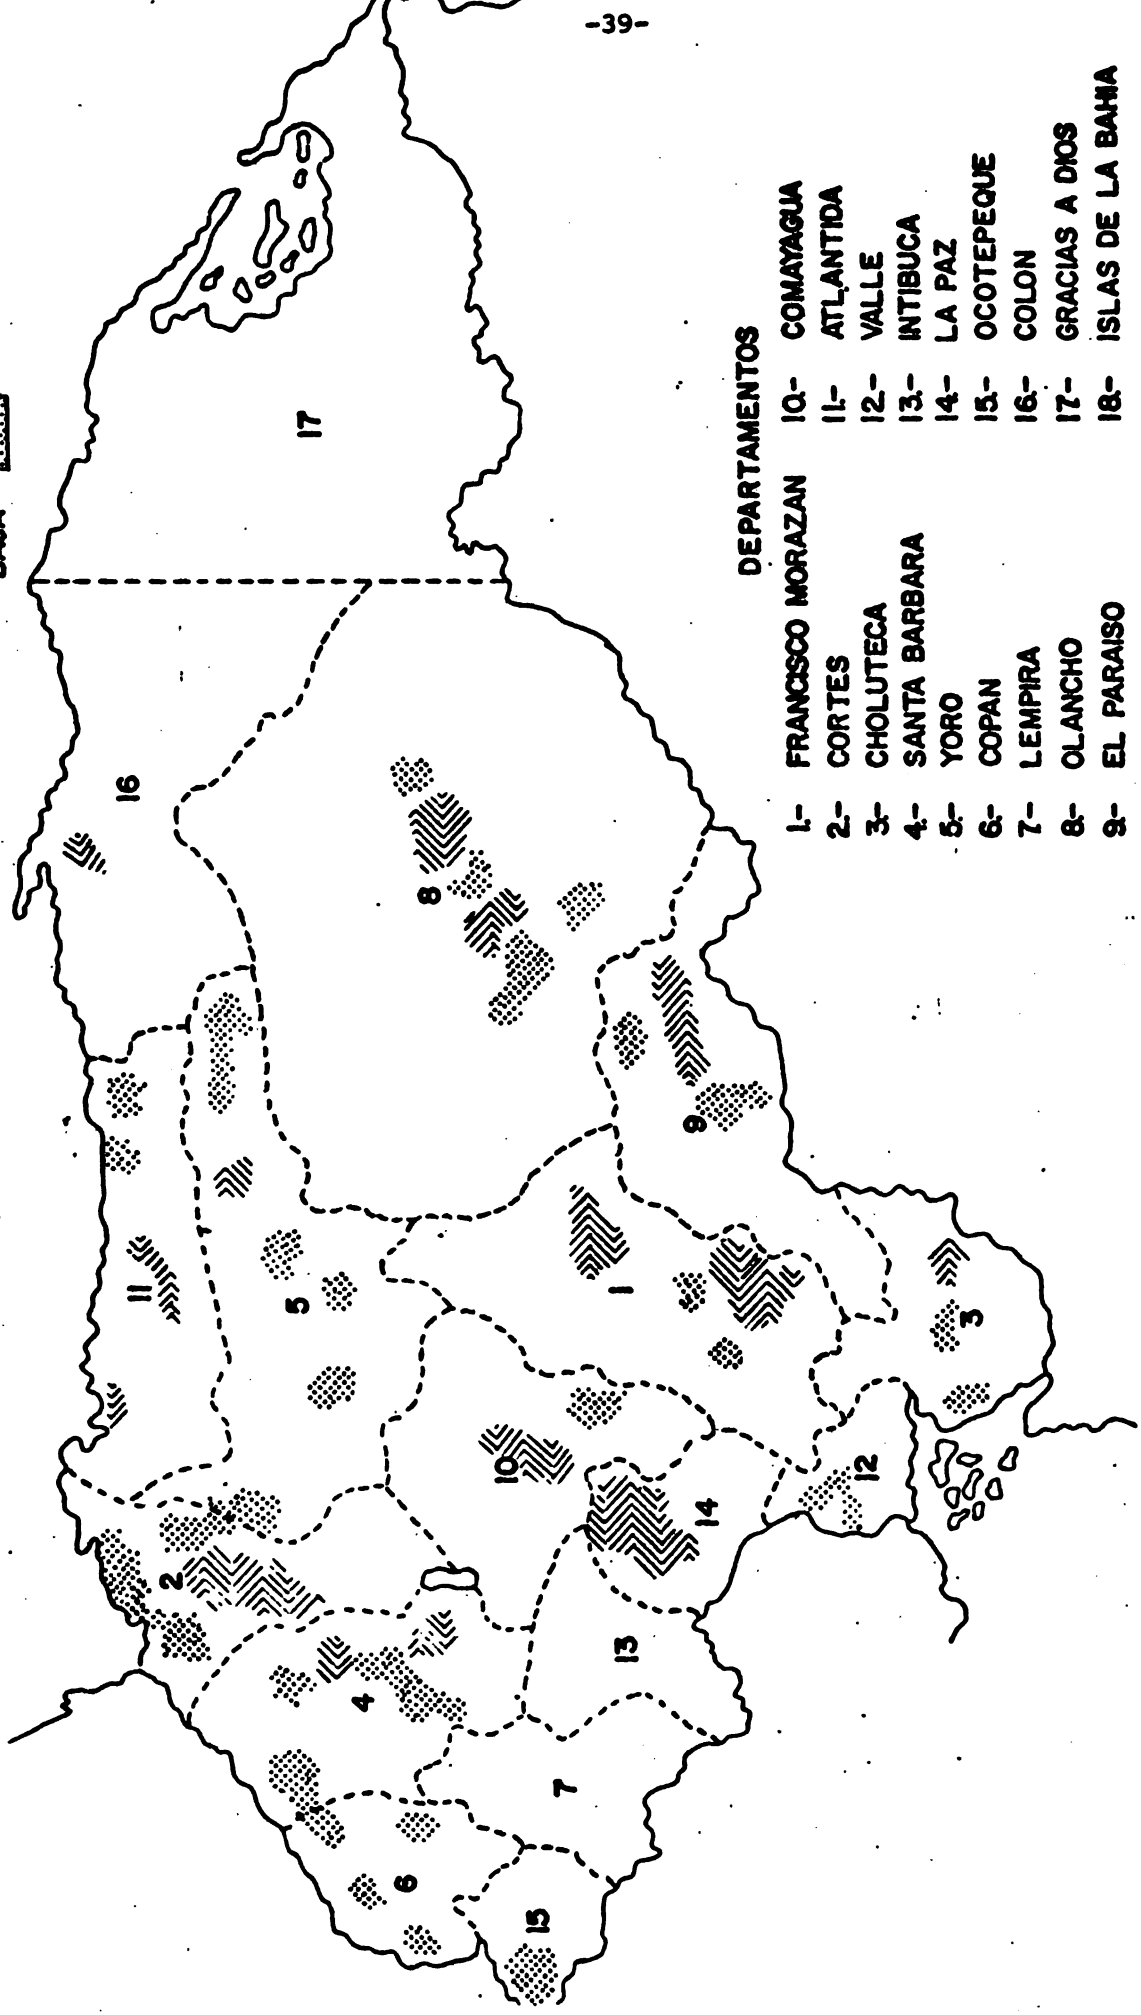 -39-
17
16
8
11
5
9
1
2
10
3
4
14
12
13
7
6
15
DEPARTAMENTOS
1.- FRANCISCO MORAZAN
2.- CORTES
3.- CHOLUTECA
4.- SANTA BARBARA
5.- YORO
6.- COPAN
7.- LEMPIRA
8.- OLANCHO
9.- EL PARAISO
10.- COMAYAGUA
11.- ATLANTIDA
12.- VALLE
13.- INTIBUCA
14.- LA PAZ
15.- OCOTEPEQUE
16.- COLON
17.- GRACIAS A DIOS
18.- ISLAS DE LA BAHIA